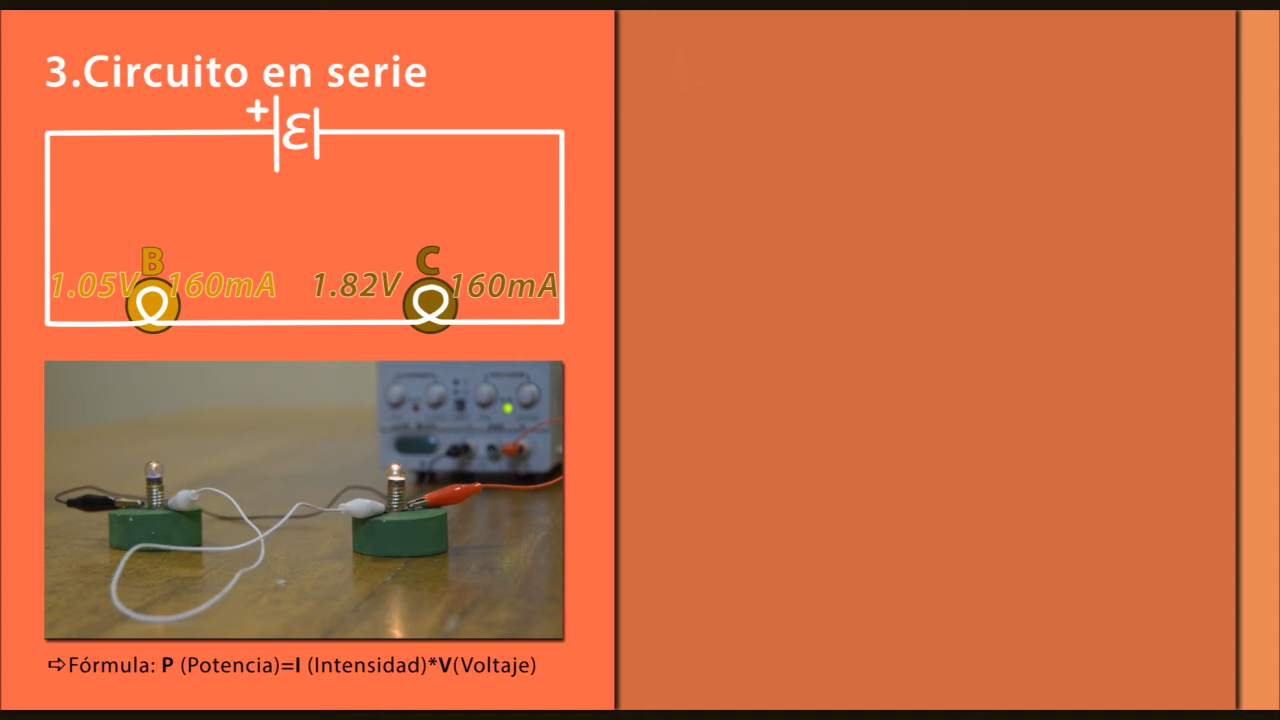 3.Circuito en serie
+ ε
B C
1.05V 160mA 1.82V 160mA
⇨Fórmula: P (Potencia)=I (Intensidad)*V(Voltaje)